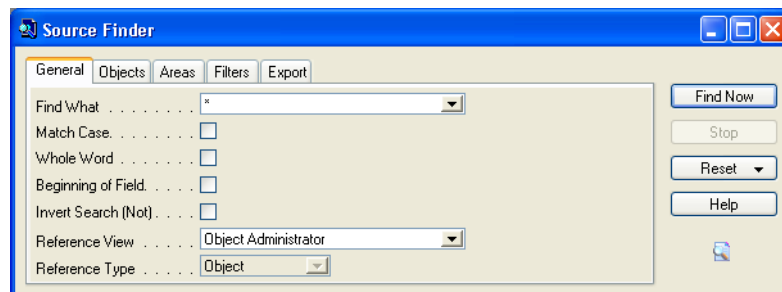 Source Finder
General Objects Areas Filters Export
Find What . . . . . . . . *
Match Case. . . . . . . .
Whole Word . . . . . . .
Beginning of Field. . . . .
Invert Search (Not) . . . .
Reference View . . . . . Object Administrator
Reference Type . . . . . Object
Find Now
Stop
Reset
Help